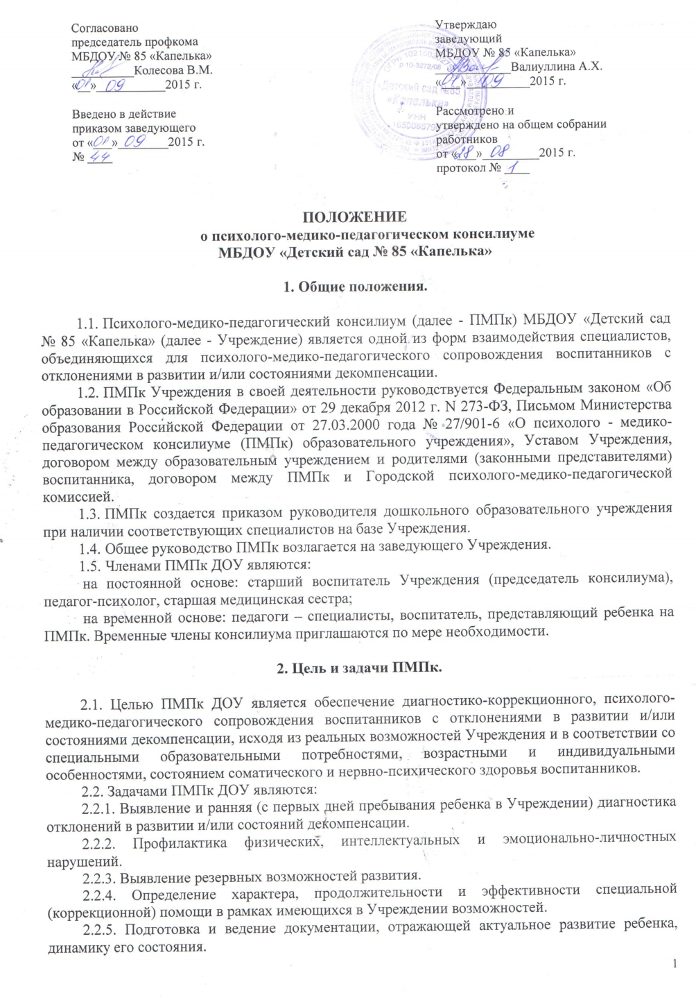 Согласовано
председатель профкома
МБДОУ № 85 «Капелька»
__________Колесова В.М.
«01»_09_________2015 г.
Введено в действие
приказом заведующего
от «01»_09______2015 г.
№ 44
Утверждаю
заведующий
МБДОУ № 85 «Капелька»
____________Валиуллина А.Х.
«01»__09________2015 г.
Рассмотрено и
утверждено на общем собрании
работников
от «28»_08________2015 г.
протокол № 1
«Детский сад №85
«Капелька»
ИНН
ПОЛОЖЕНИЕ
о психолого-медико-педагогическом консилиуме
МБДОУ «Детский сад № 85 «Капелька»
1. Общие положения.
1.1. Психолого-медико-педагогический консилиум (далее - ПМПк) МБДОУ «Детский сад
№ 85 «Капелька» (далее - Учреждение) является одной из форм взаимодействия специалистов,
объединяющихся для психолого-медико-педагогического сопровождения воспитанников с
отклонениями в развитии и/или состояниями декомпенсации.
1.2. ПМПк Учреждения в своей деятельности руководствуется Федеральным законом «Об
образовании в Российской Федерации» от 29 декабря 2012 г. N 273-ФЗ, Письмом Министерства
образования Российской Федерации от 27.03.2000 года № 27/901-6 «О психолого - медико-
педагогическом консилиуме (ПМПк) образовательного учреждения», Уставом Учреждения,
договором между образовательным учреждением и родителями (законными представителями)
воспитанника, договором между ПМПк и Городской психолого-медико-педагогической
комиссией.
1.3. ПМПк создается приказом руководителя дошкольного образовательного учреждения
при наличии соответствующих специалистов на базе Учреждения.
1.4. Общее руководство ПМПк возлагается на заведующего Учреждения.
1.5. Членами ПМПк ДОУ являются:
на постоянной основе: старший воспитатель Учреждения (председатель консилиума),
педагог-психолог, старшая медицинская сестра;
на временной основе: педагоги – специалисты, воспитатель, представляющий ребенка на
ПМПк. Временные члены консилиума приглашаются по мере необходимости.
2. Цель и задачи ПМПк.
2.1. Целью ПМПк ДОУ является обеспечение диагностико-коррекционного, психолого-
медико-педагогического сопровождения воспитанников с отклонениями в развитии и/или
состояниями декомпенсации, исходя из реальных возможностей Учреждения и в соответствии со
специальными образовательными потребностями, возрастными и индивидуальными
особенностями, состоянием соматического и нервно-психического здоровья воспитанников.
2.2. Задачами ПМПк ДОУ являются:
2.2.1. Выявление и ранняя (с первых дней пребывания ребенка в Учреждении) диагностика
отклонений в развитии и/или состояний декомпенсации.
2.2.2. Профилактика физических, интеллектуальных и эмоционально-личностных
нарушений.
2.2.3. Выявление резервных возможностей развития.
2.2.4. Определение характера, продолжительности и эффективности специальной
(коррекционной) помощи в рамках имеющихся в Учреждении возможностей.
2.2.5. Подготовка и ведение документации, отражающей актуальное развитие ребенка,
динамику его состояния.
1